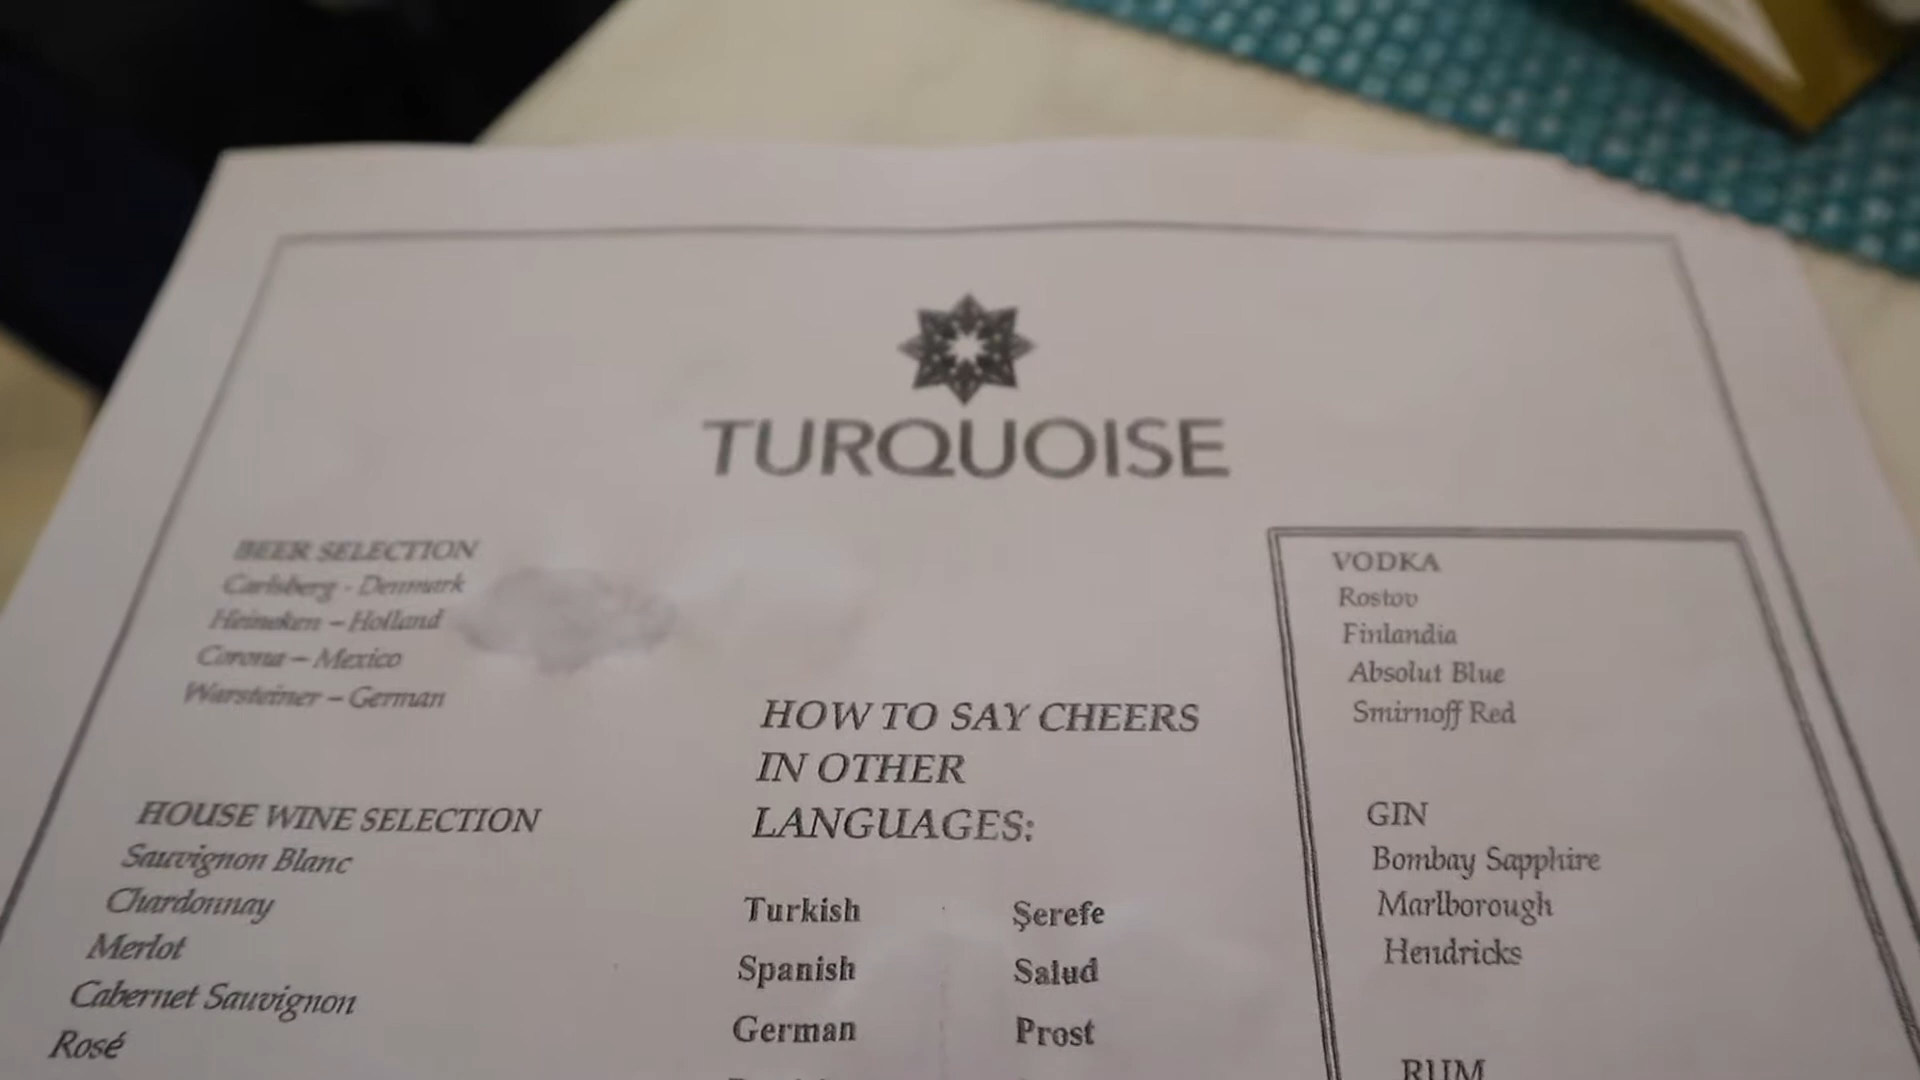 TURQUOISE
BEER SELECTION
Carlsberg - Denmark
Heineken – Holland
Corona – Mexico
Warsteiner – German
HOUSE WINE SELECTION
Sauvignon Blanc
Chardonnay
Merlot
Cabernet Sauvignon
Rosé
HOW TO SAY CHEERS
IN OTHER
LANGUAGES:
Turkish Şerefe
Spanish Salud
German Prost
VODKA
Rostov
Finlandia
Absolut Blue
Smirnoff Red
GIN
Bombay Sapphire
Marlborough
Hendricks
RUM